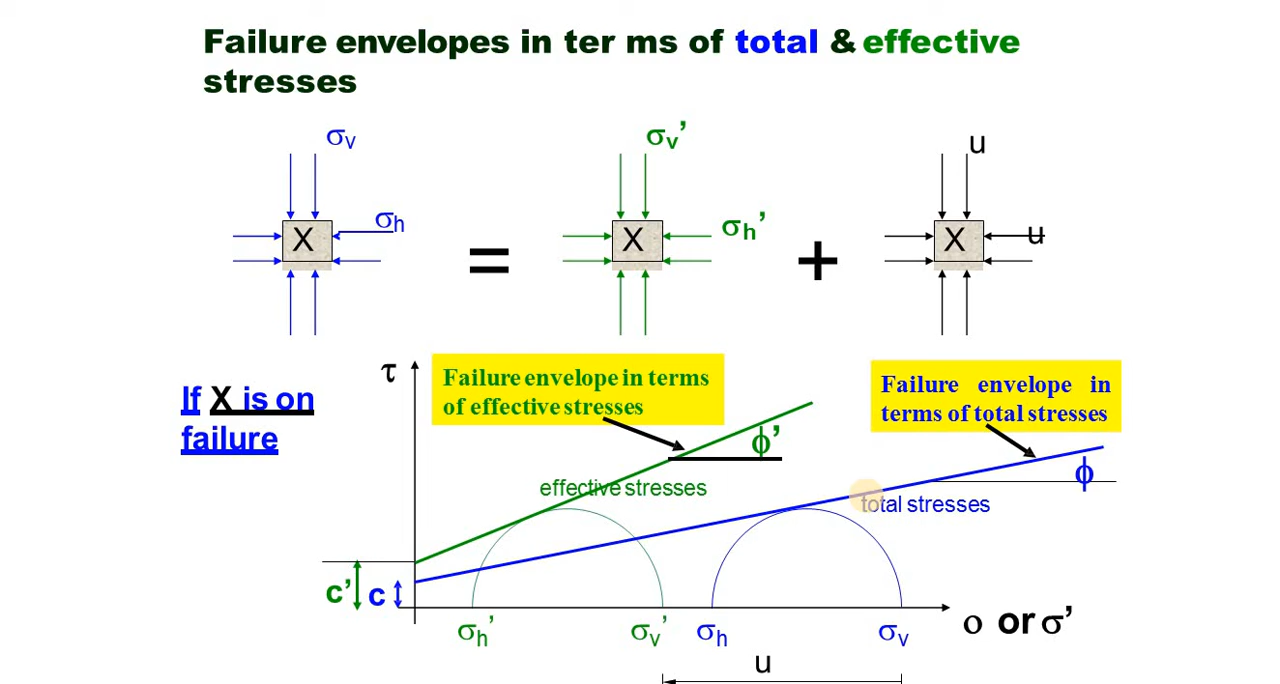 Failure envelopes in ter ms of total & effective
stresses
σv
σv’
u
σh
σh’
u
X
=
X
+
X
τ
Failure envelope in terms
of effective stresses
Failure envelope in
terms of total stresses
If X is on
failure
ϕ’
ϕ
effective stresses
total stresses
c’
c
σh’
σv’
σh
σv
ο or σ’
u